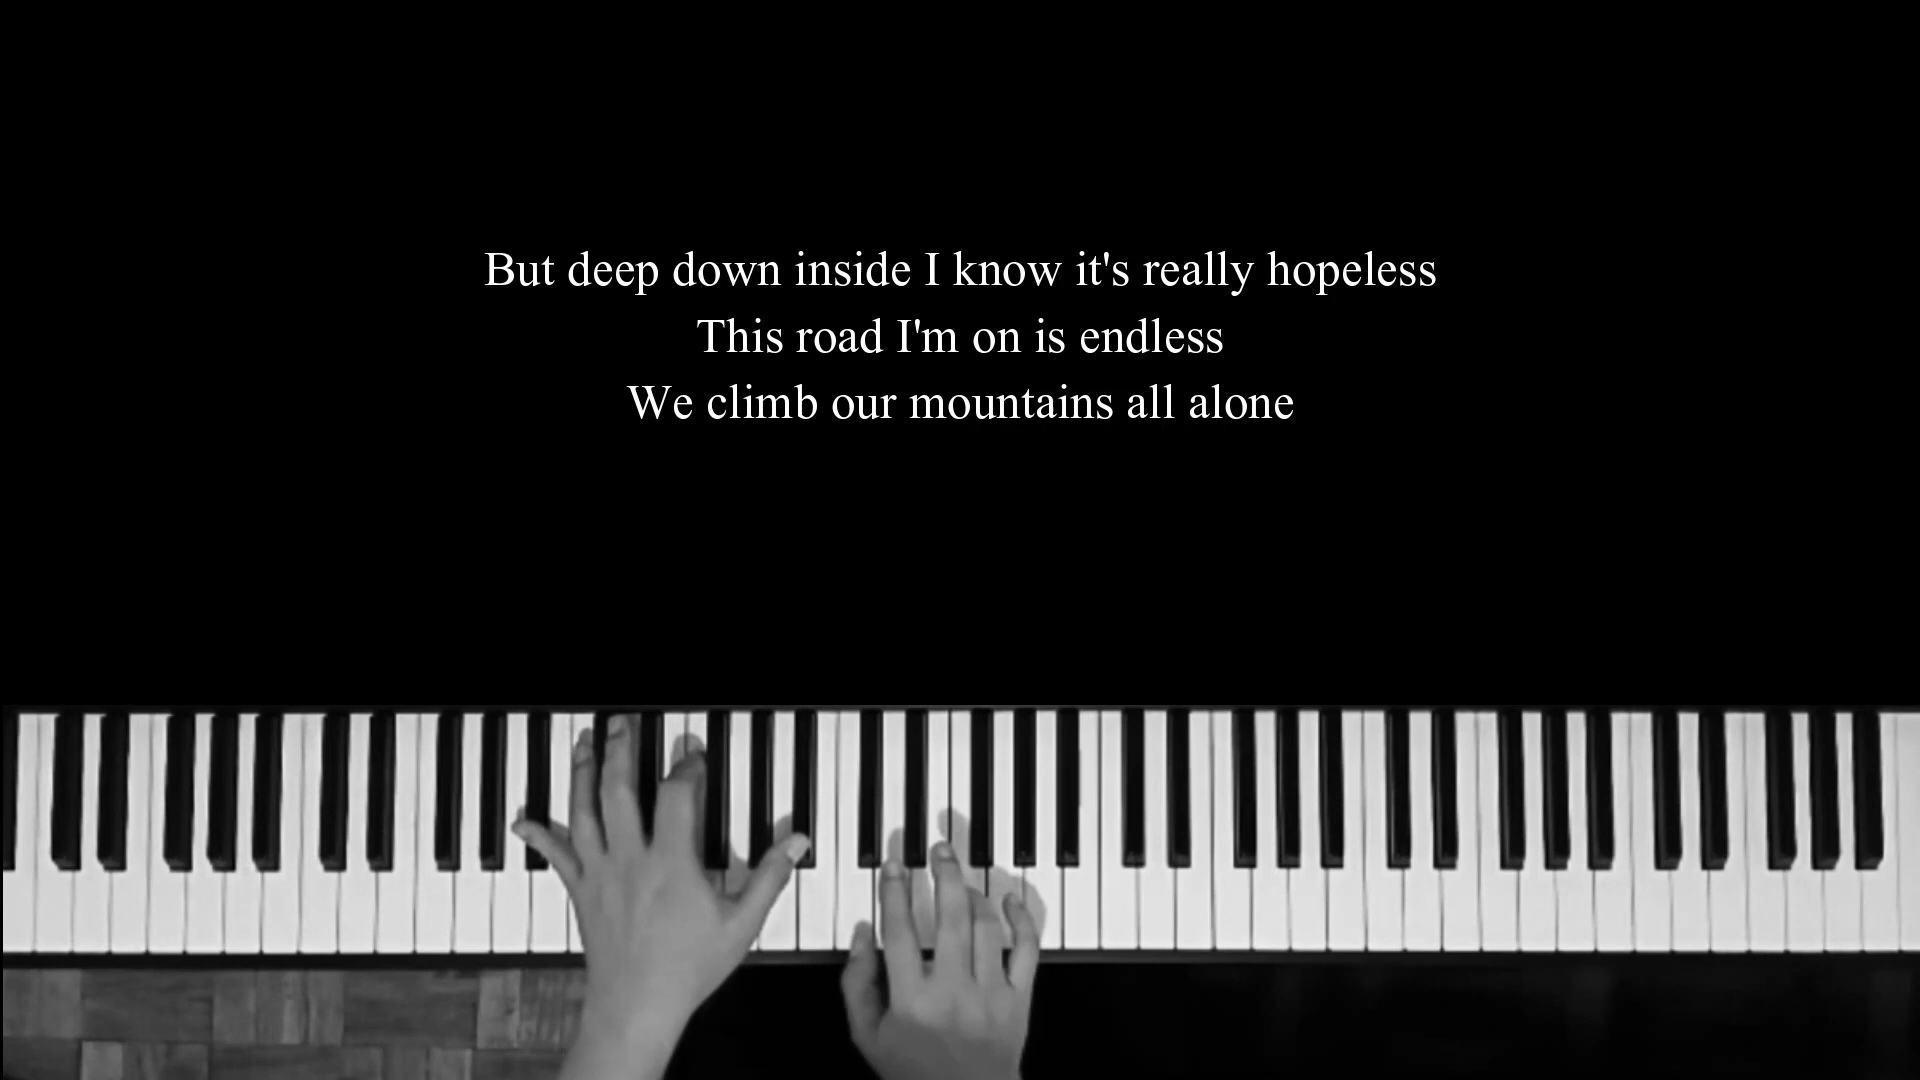 But deep down inside I know it's really hopeless
This road I'm on is endless
We climb our mountains all alone